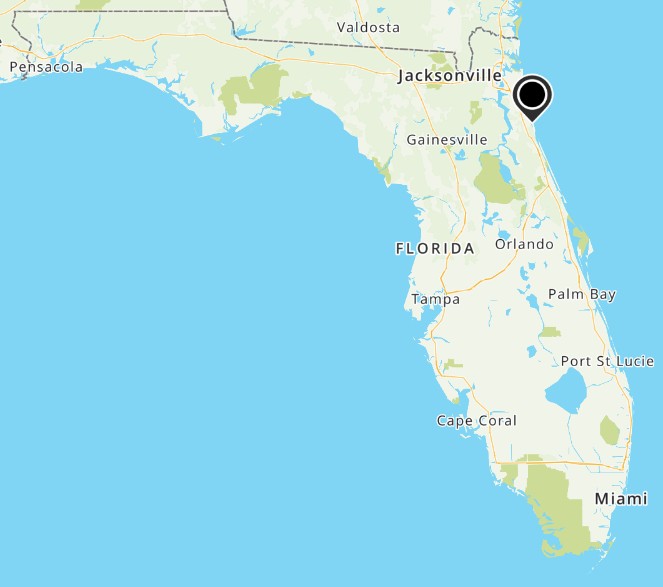 Valdosta
Pensacola
Jacksonville
Gainesville
FLORIDA
Orlando
Tampa
Palm Bay
Port St Lucie
Cape Coral
Miami